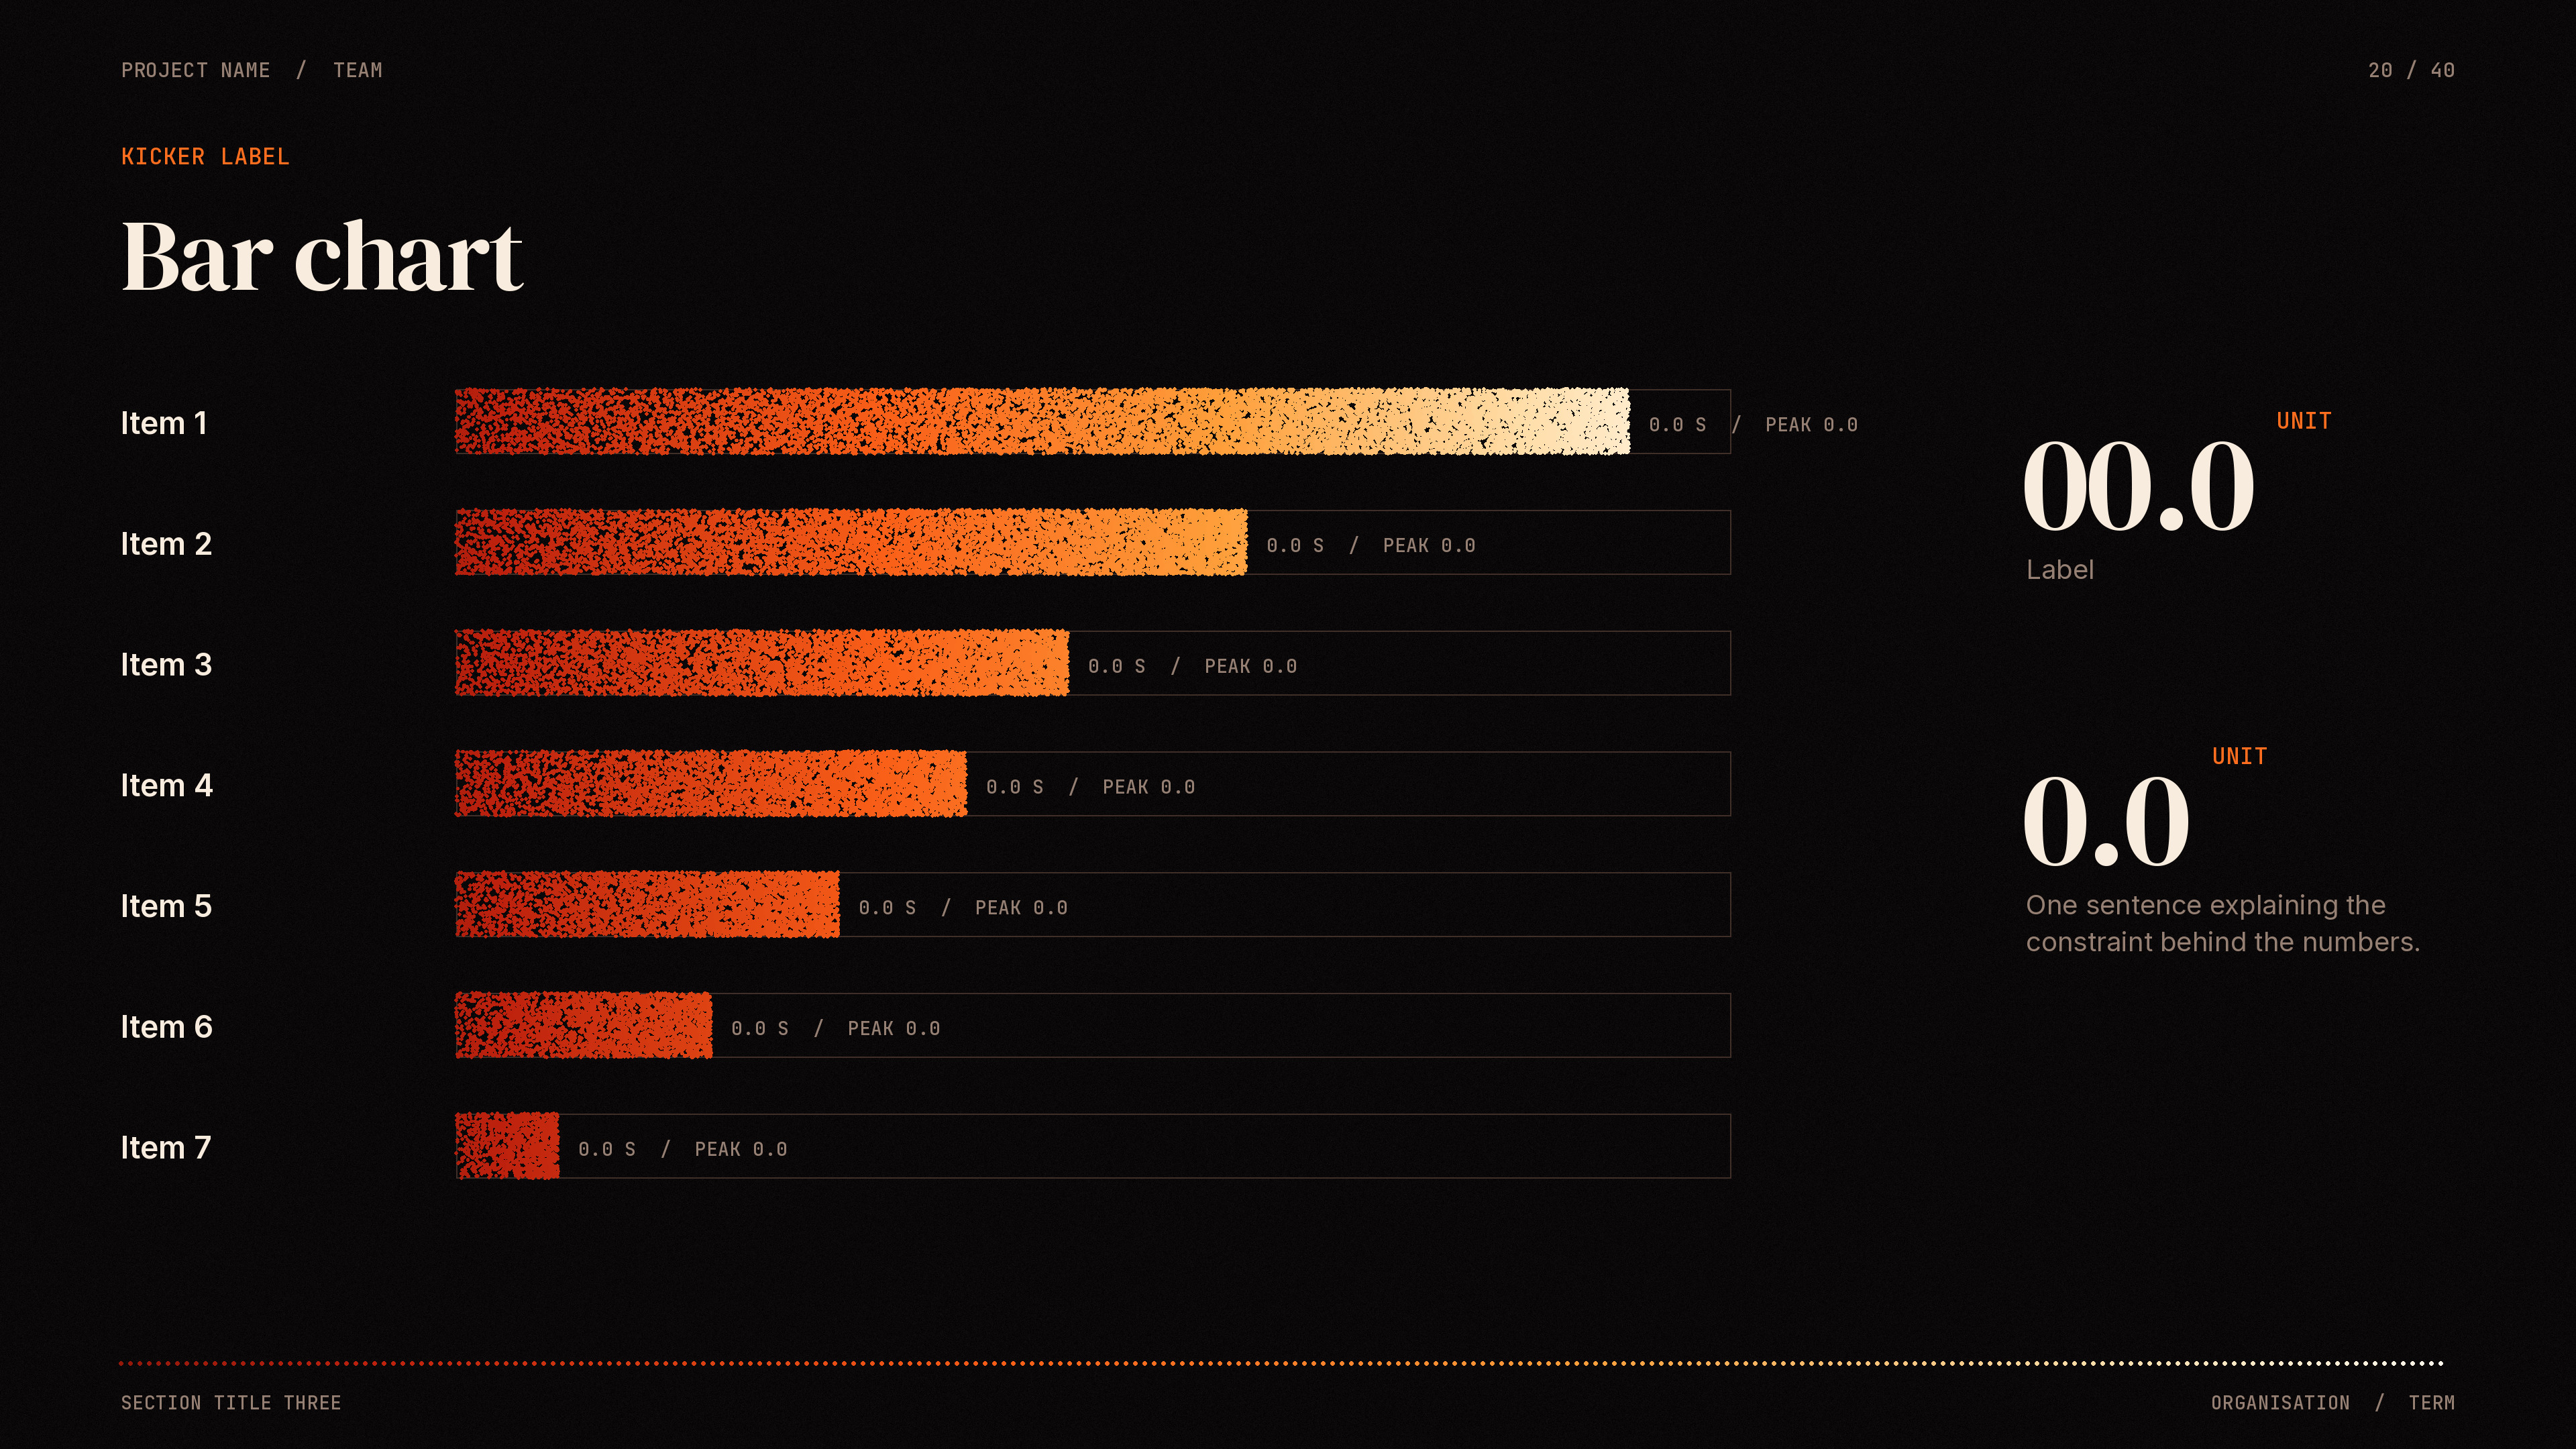 PROJECT NAME / TEAM
20 / 40
KICKER LABEL
Bar chart
Item 1
0.0 S / PEAK 0.0
Item 2
0.0 S / PEAK 0.0
Item 3
0.0 S / PEAK 0.0
Item 4
0.0 S / PEAK 0.0
Item 5
0.0 S / PEAK 0.0
Item 6
0.0 S / PEAK 0.0
Item 7
0.0 S / PEAK 0.0
00.0 UNIT
Label
0.0 UNIT
One sentence explaining the
constraint behind the numbers.
SECTION TITLE THREE
ORGANISATION / TERM